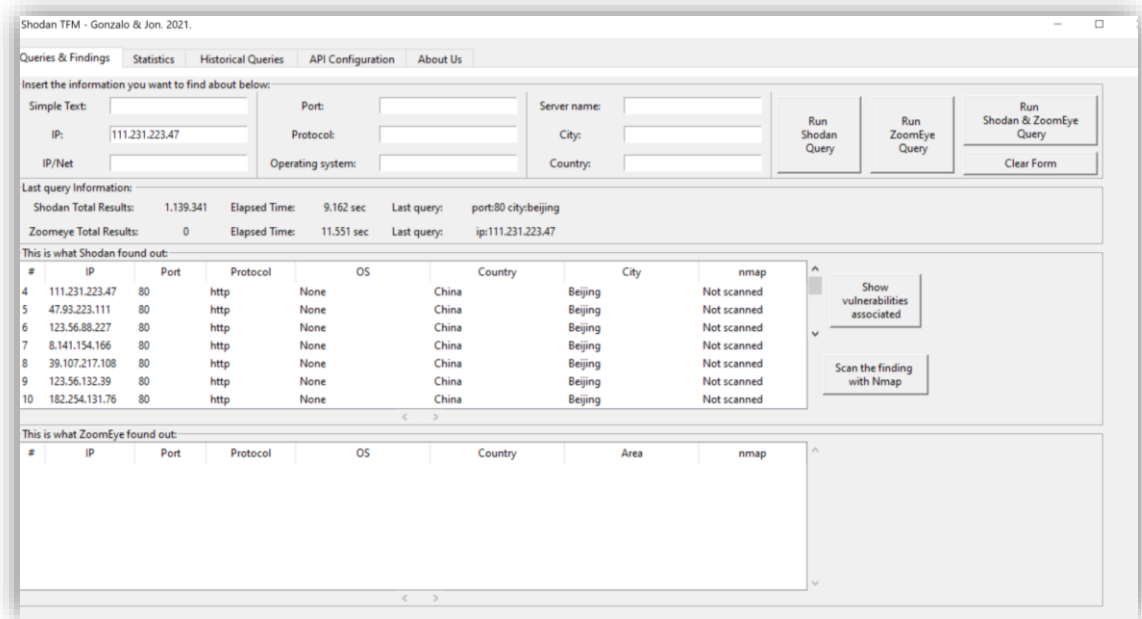 Shodan TFM - Gonzalo & Jon. 2021.
Queries & Findings Statistics Historical Queries API Configuration About Us
Insert the information you want to find about below:
Simple Text: Port: Server name:
IP: 111.231.223.47 Protocol: City:
IP/Net Operating system: Country:
Run
Shodan
Query
Run
ZoomEye
Query
Run
Shodan & ZoomEye
Query
Clear Form
Last query Information:
Shodan Total Results: 1.139.341 Elapsed Time: 9.162 sec Last query: port:80 city:beijing
Zoomeye Total Results: 0 Elapsed Time: 11.551 sec Last query: ip:111.231.223.47
This is what Shodan found out:
# IP Port Protocol OS Country City nmap
4 111.231.223.47 80 http None China Beijing Not scanned
5 47.93.223.111 80 http None China Beijing Not scanned
6 123.56.88.227 80 http None China Beijing Not scanned
7 8.141.154.166 80 http None China Beijing Not scanned
8 39.107.217.108 80 http None China Beijing Not scanned
9 123.56.132.39 80 http None China Beijing Not scanned
10 182.254.131.76 80 http None China Beijing Not scanned
Show
vulnerabilities
associated
Scan the finding
with Nmap
This is what ZoomEye found out:
# IP Port Protocol OS Country Area nmap